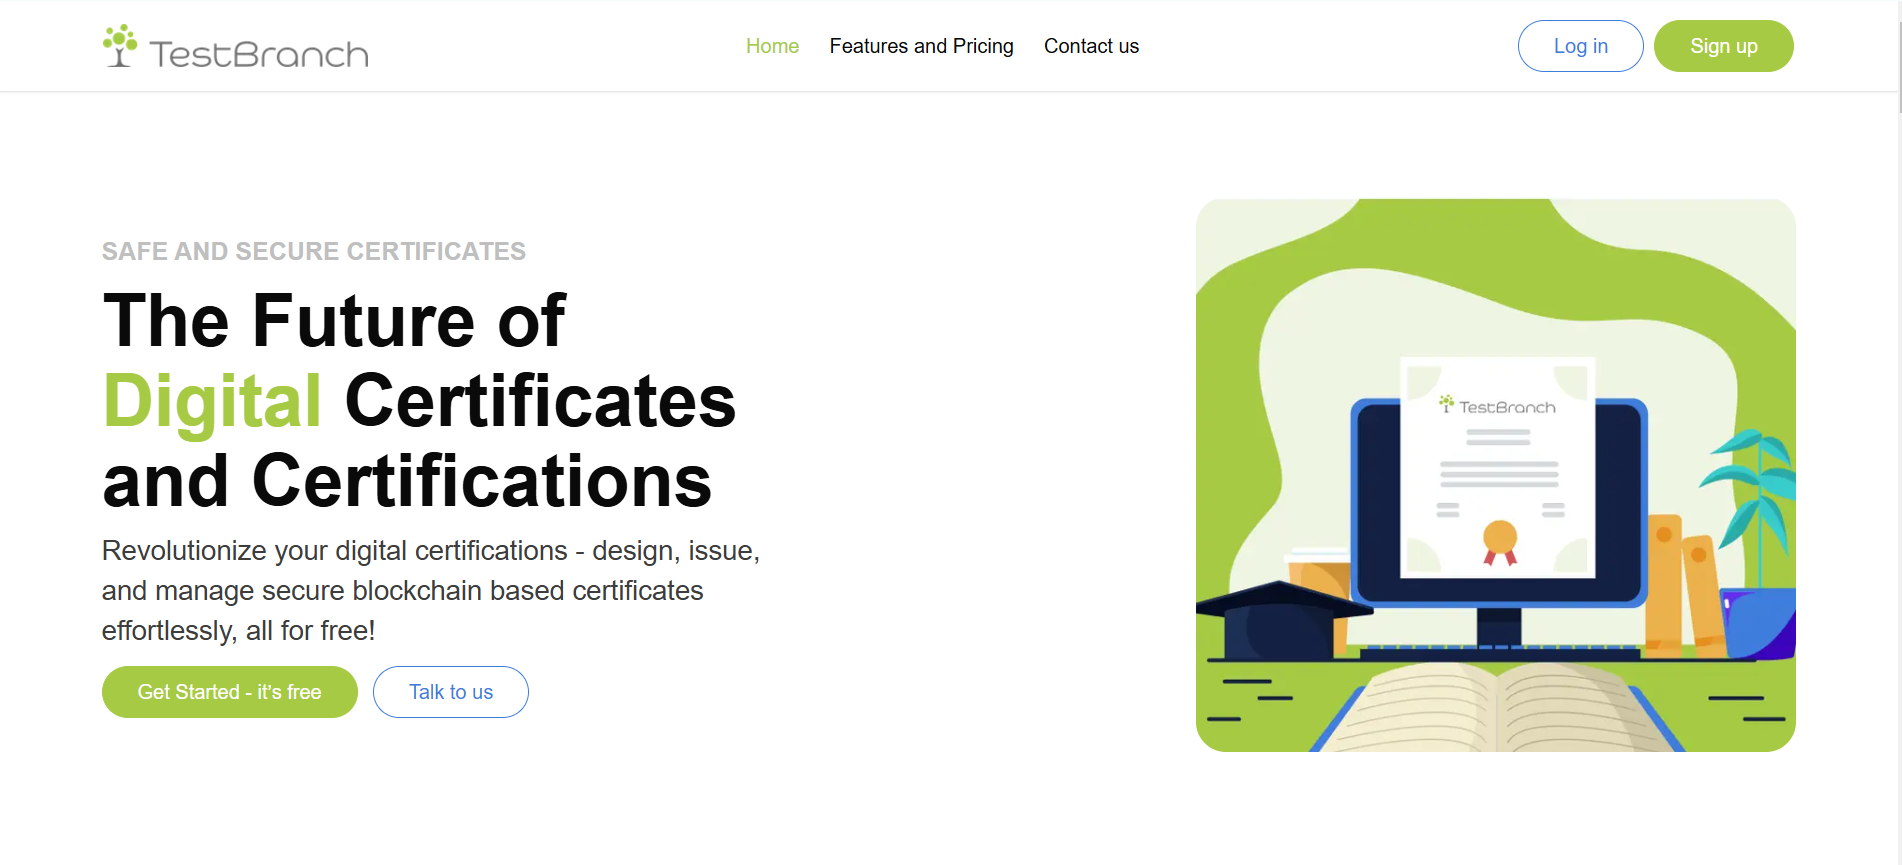 TestBranch
Home
Features and Pricing
Contact us
Log in
Sign up
SAFE AND SECURE CERTIFICATES
The Future of
Digital Certificates
and Certifications
Revolutionize your digital certifications - design, issue,
and manage secure blockchain based certificates
effortlessly, all for free!
Get Started - it's free
Talk to us
TestBranch